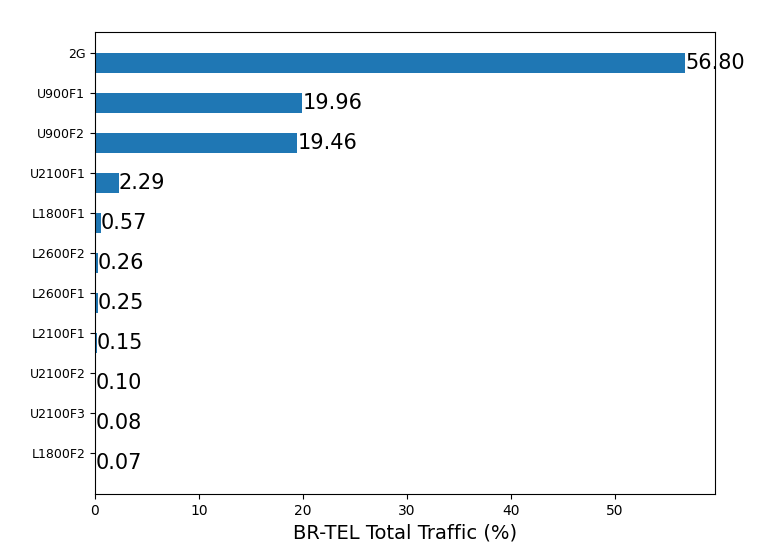 2G
56.80
U900F1
19.96
U900F2
19.46
U2100F1
2.29
L1800F1
0.57
L2600F2
0.26
L2600F1
0.25
L2100F1
0.15
U2100F2
0.10
U2100F3
0.08
L1800F2
0.07
0 10 20 30 40 50
BR-TEL Total Traffic (%)